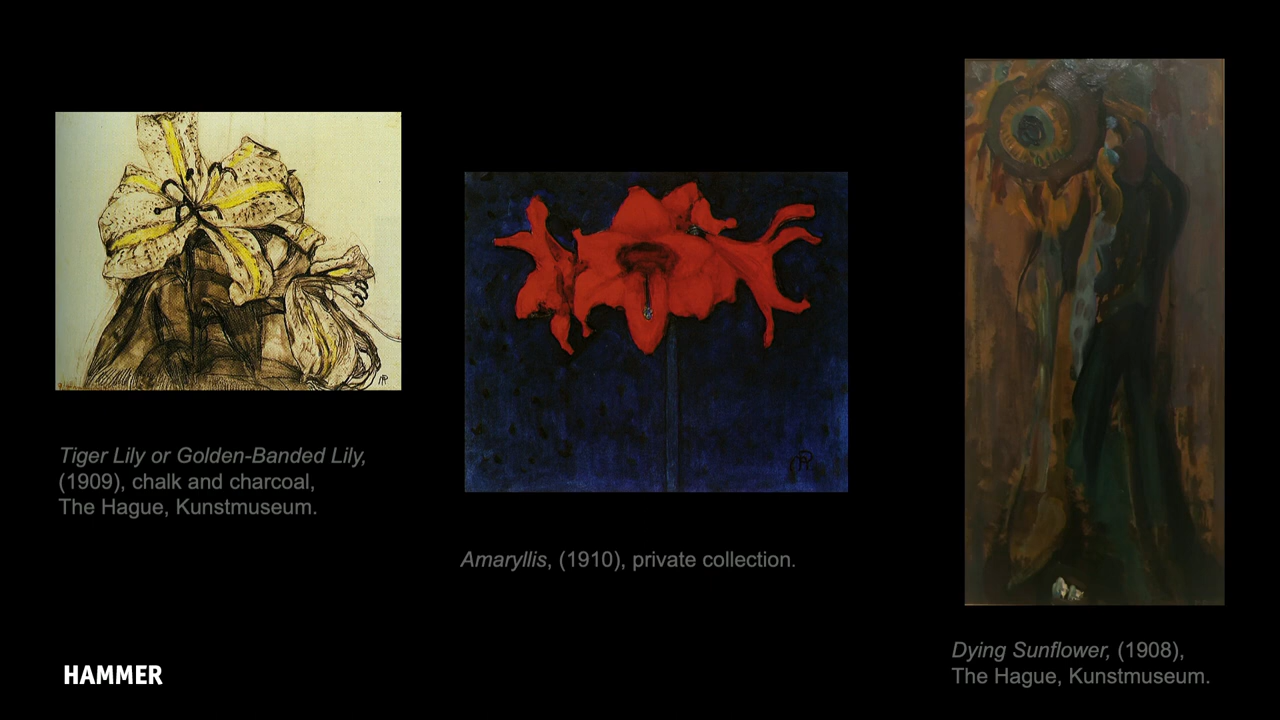 Tiger Lily or Golden-Banded Lily,
(1909), chalk and charcoal,
The Hague, Kunstmuseum.
Amaryllis, (1910), private collection.
Dying Sunflower, (1908),
The Hague, Kunstmuseum.
HAMMER